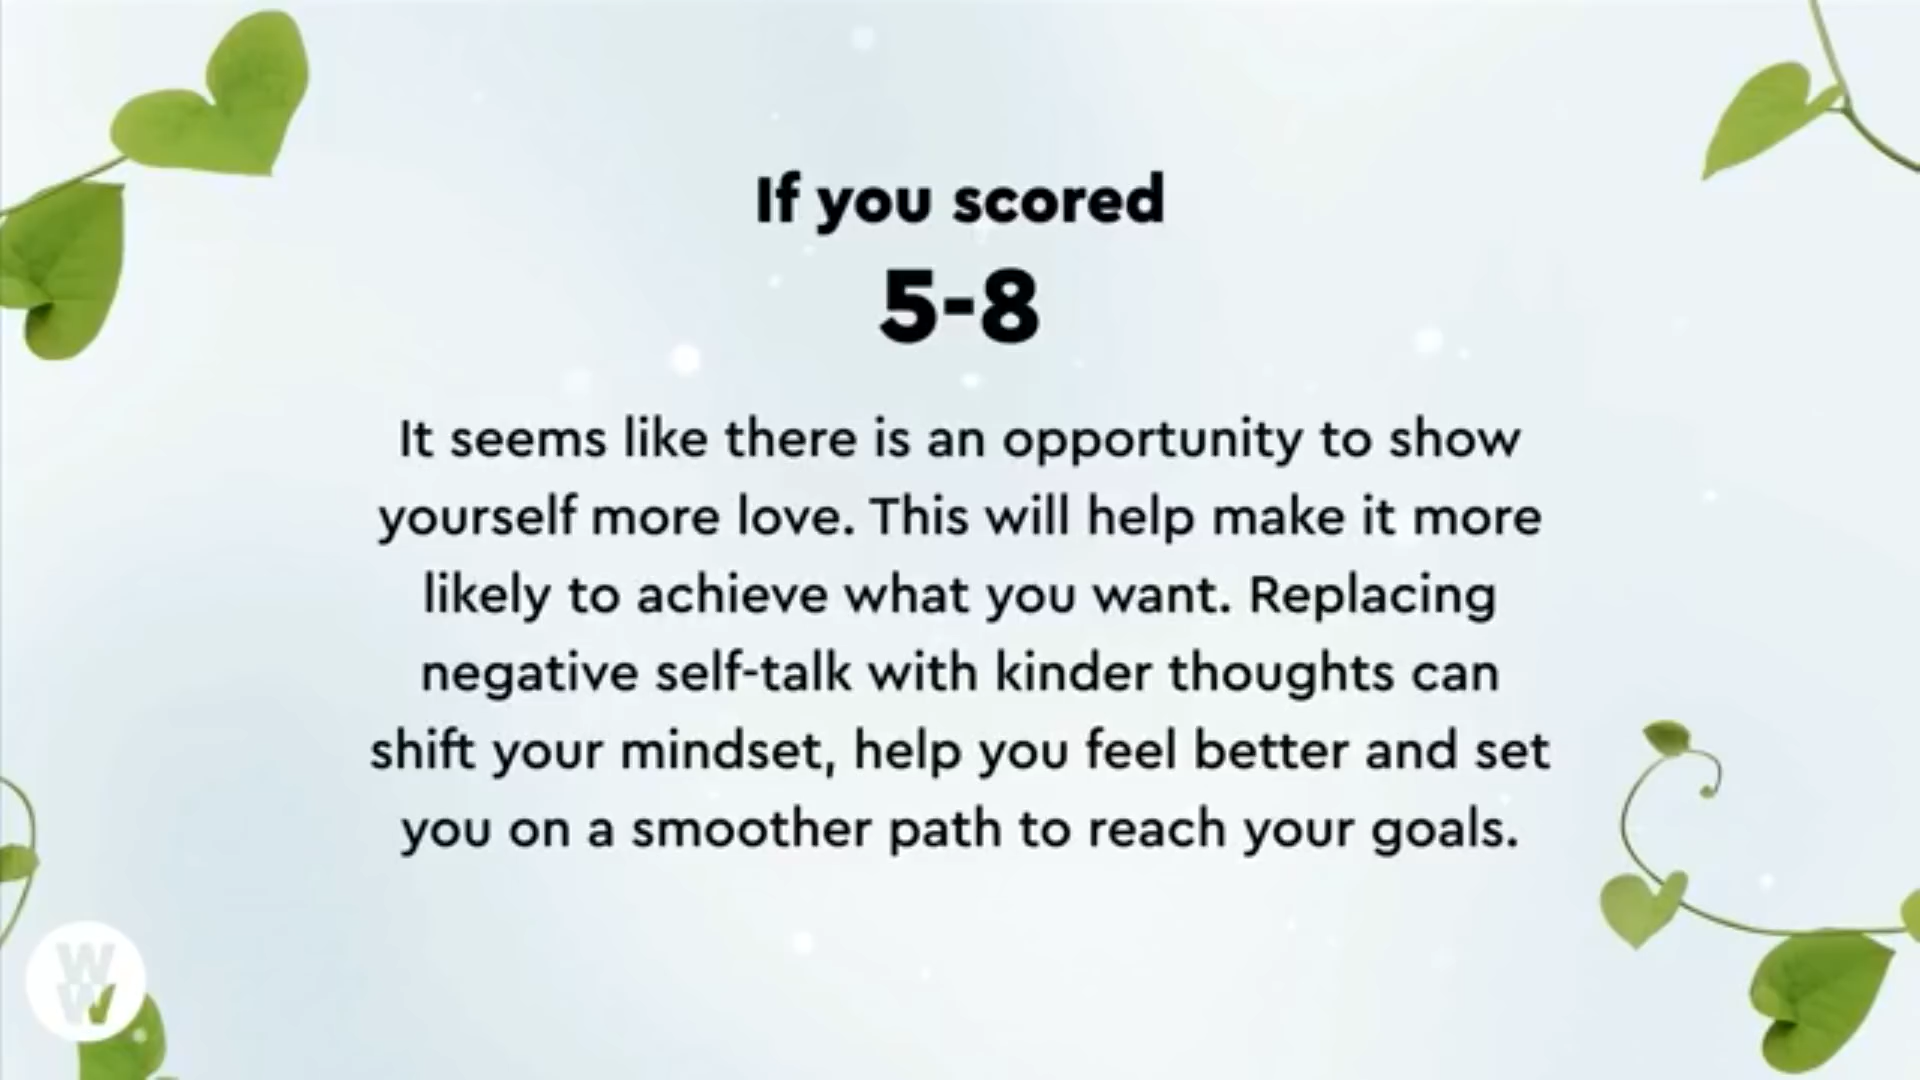 If you scored
5-8
It seems like there is an opportunity to show
yourself more love. This will help make it more
likely to achieve what you want. Replacing
negative self-talk with kinder thoughts can
shift your mindset, help you feel better and set
you on a smoother path to reach your goals.
W
W